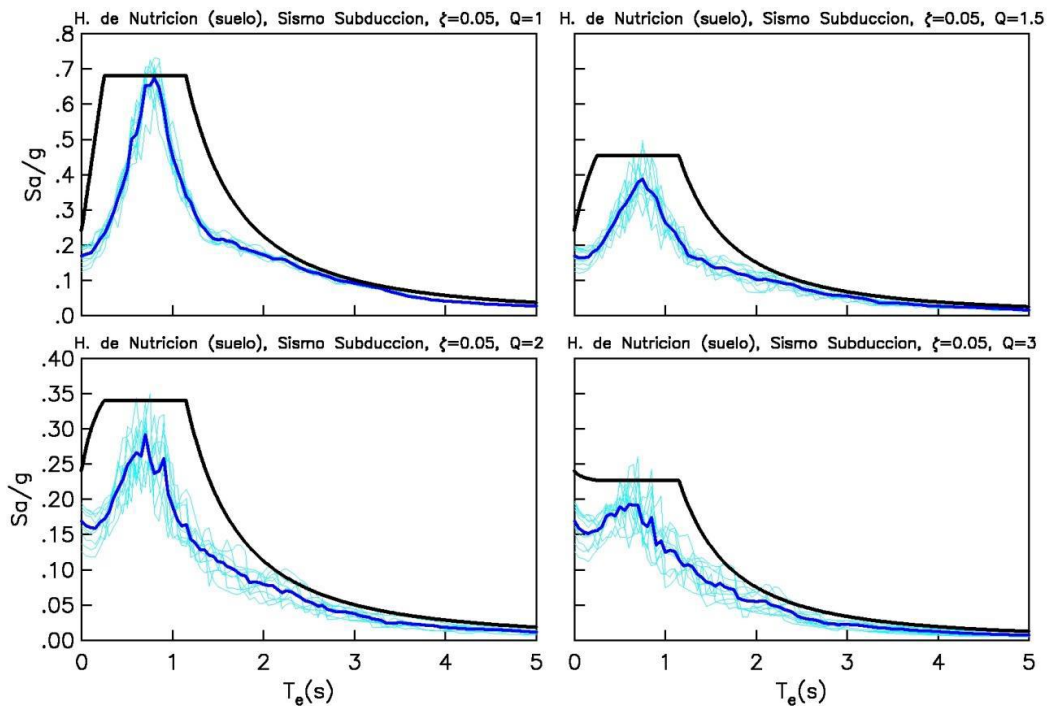 H. de Nutricion (suelo), Sismo Subduccion, ζ=0.05, Q=1
H. de Nutricion (suelo), Sismo Subduccion, ζ=0.05, Q=1.5
.8
.7
.6
.5
.4
.3
.2
.1
.0
Sa/g
H. de Nutricion (suelo), Sismo Subduccion, ζ=0.05, Q=2
H. de Nutricion (suelo), Sismo Subduccion, ζ=0.05, Q=3
.40
.35
.30
.25
.20
.15
.10
.05
.00
Sa/g
0 1 2 3 4 5
0 1 2 3 4 5
Te(s)
Te(s)